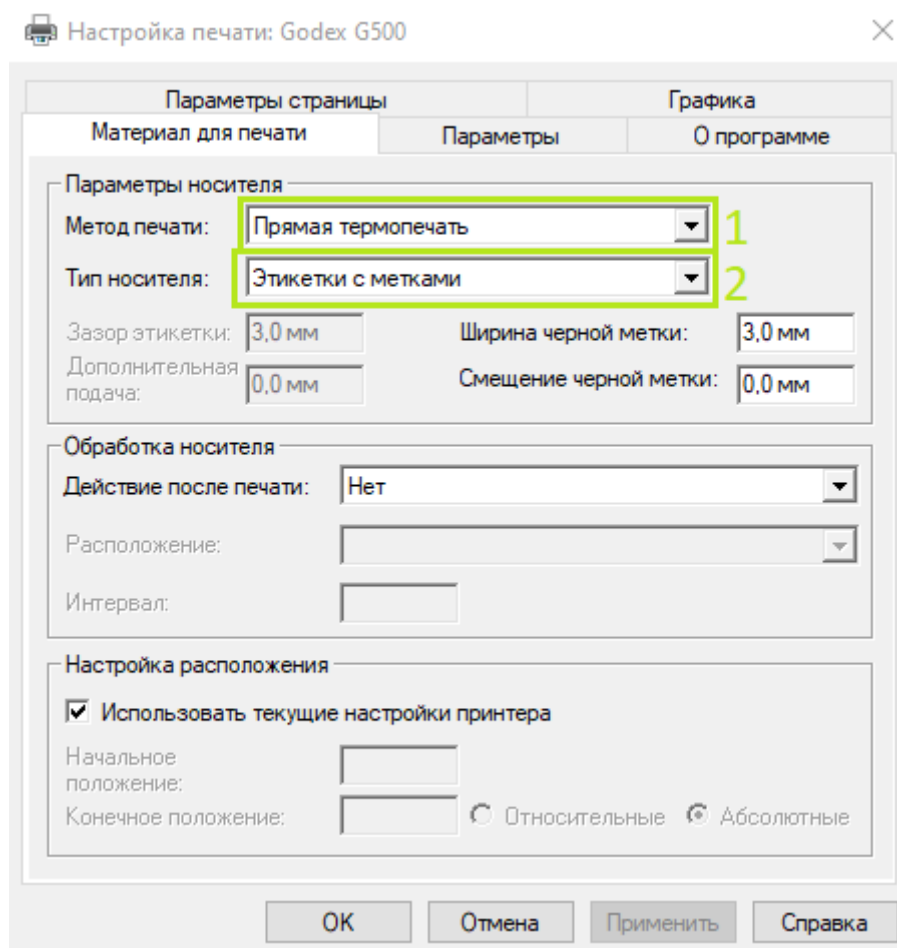 Настройка печати: Godex G500
Параметры страницы Графика
Материал для печати Параметры О программе
Параметры носителя
Метод печати: Прямая термопечать 1
Тип носителя: Этикетки с метками 2
Зазор этикетки: 3,0 мм Ширина черной метки: 3,0 мм
Дополнительная подача: 0,0 мм Смещение черной метки: 0,0 мм
Обработка носителя
Действие после печати: Нет
Расположение:
Интервал:
Настройка расположения
Использовать текущие настройки принтера
Начальное
положение:
Конечное положение: Относительные Абсолютные
OK Отмена Применить Справка